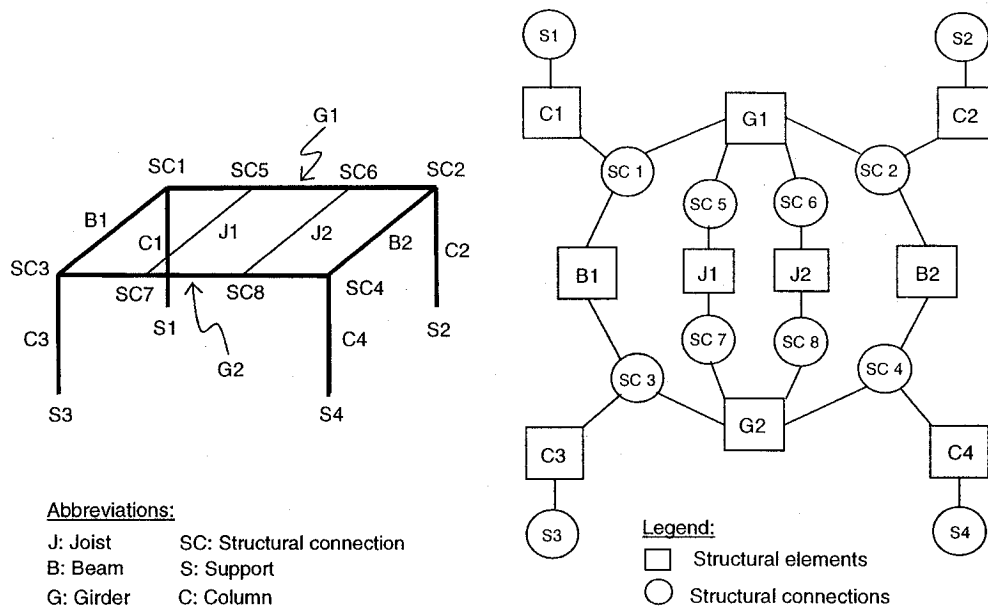 G1
SC1 SC5 SC6 SC2
B1 C1 J1 J2 B2 C2
SC3 SC7 SC8 SC4
S1 S2
C3 G2 C4
S3 S4
Abbreviations:
J: Joist SC: Structural connection
B: Beam S: Support
G: Girder C: Column
S1 S2
C1 G1 C2
SC 1 SC 2
SC 5 SC 6
B1 J1 J2 B2
SC 7 SC 8
SC 3 SC 4
G2
C3 C4
S3 S4
Legend:
Structural elements
Structural connections